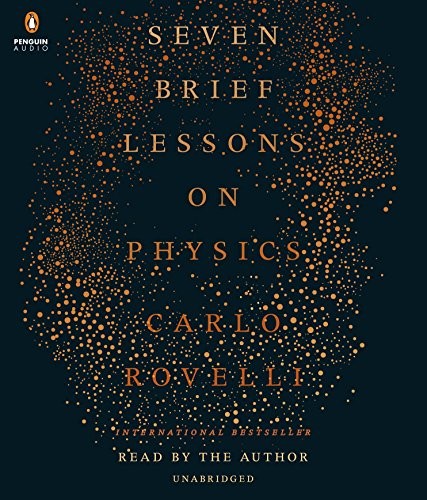 PENGUIN
AUDIO
SEVEN
BRIEF
LESSONS
ON
PHYSICS
CARLO
ROVELLI
INTERNATIONAL BESTSELLER
READ BY THE AUTHOR
UNABRIDGED